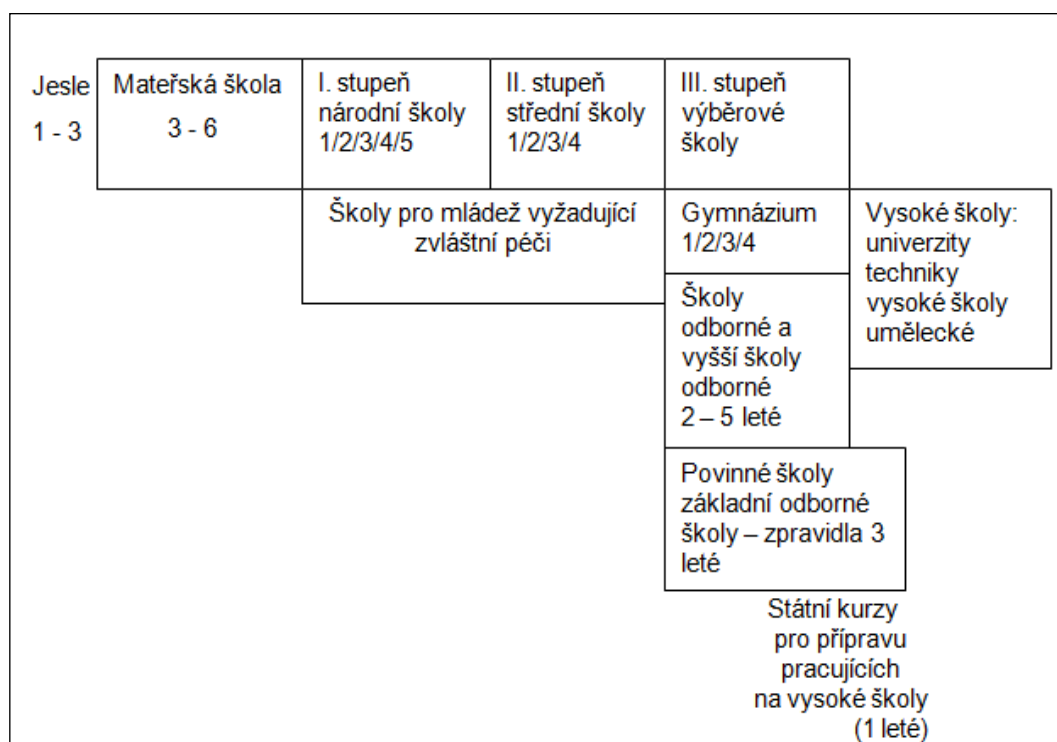 Jesle
1 - 3
Mateřská škola
3 - 6
I. stupeň
národní školy
1/2/3/4/5
II. stupeň
střední školy
1/2/3/4
III. stupeň
výběrové
školy
Školy pro mládež vyžadující
zvláštní péči
Gymnázium
1/2/3/4
Vysoké školy:
univerzity
techniky
vysoké školy
umělecké
Školy
odborné a
vyšší školy
odborné
2 – 5 leté
Povinné školy
základní odborné
školy – zpravidla 3
leté
Státní kurzy
pro přípravu
pracujících
na vysoké školy
(1 leté)